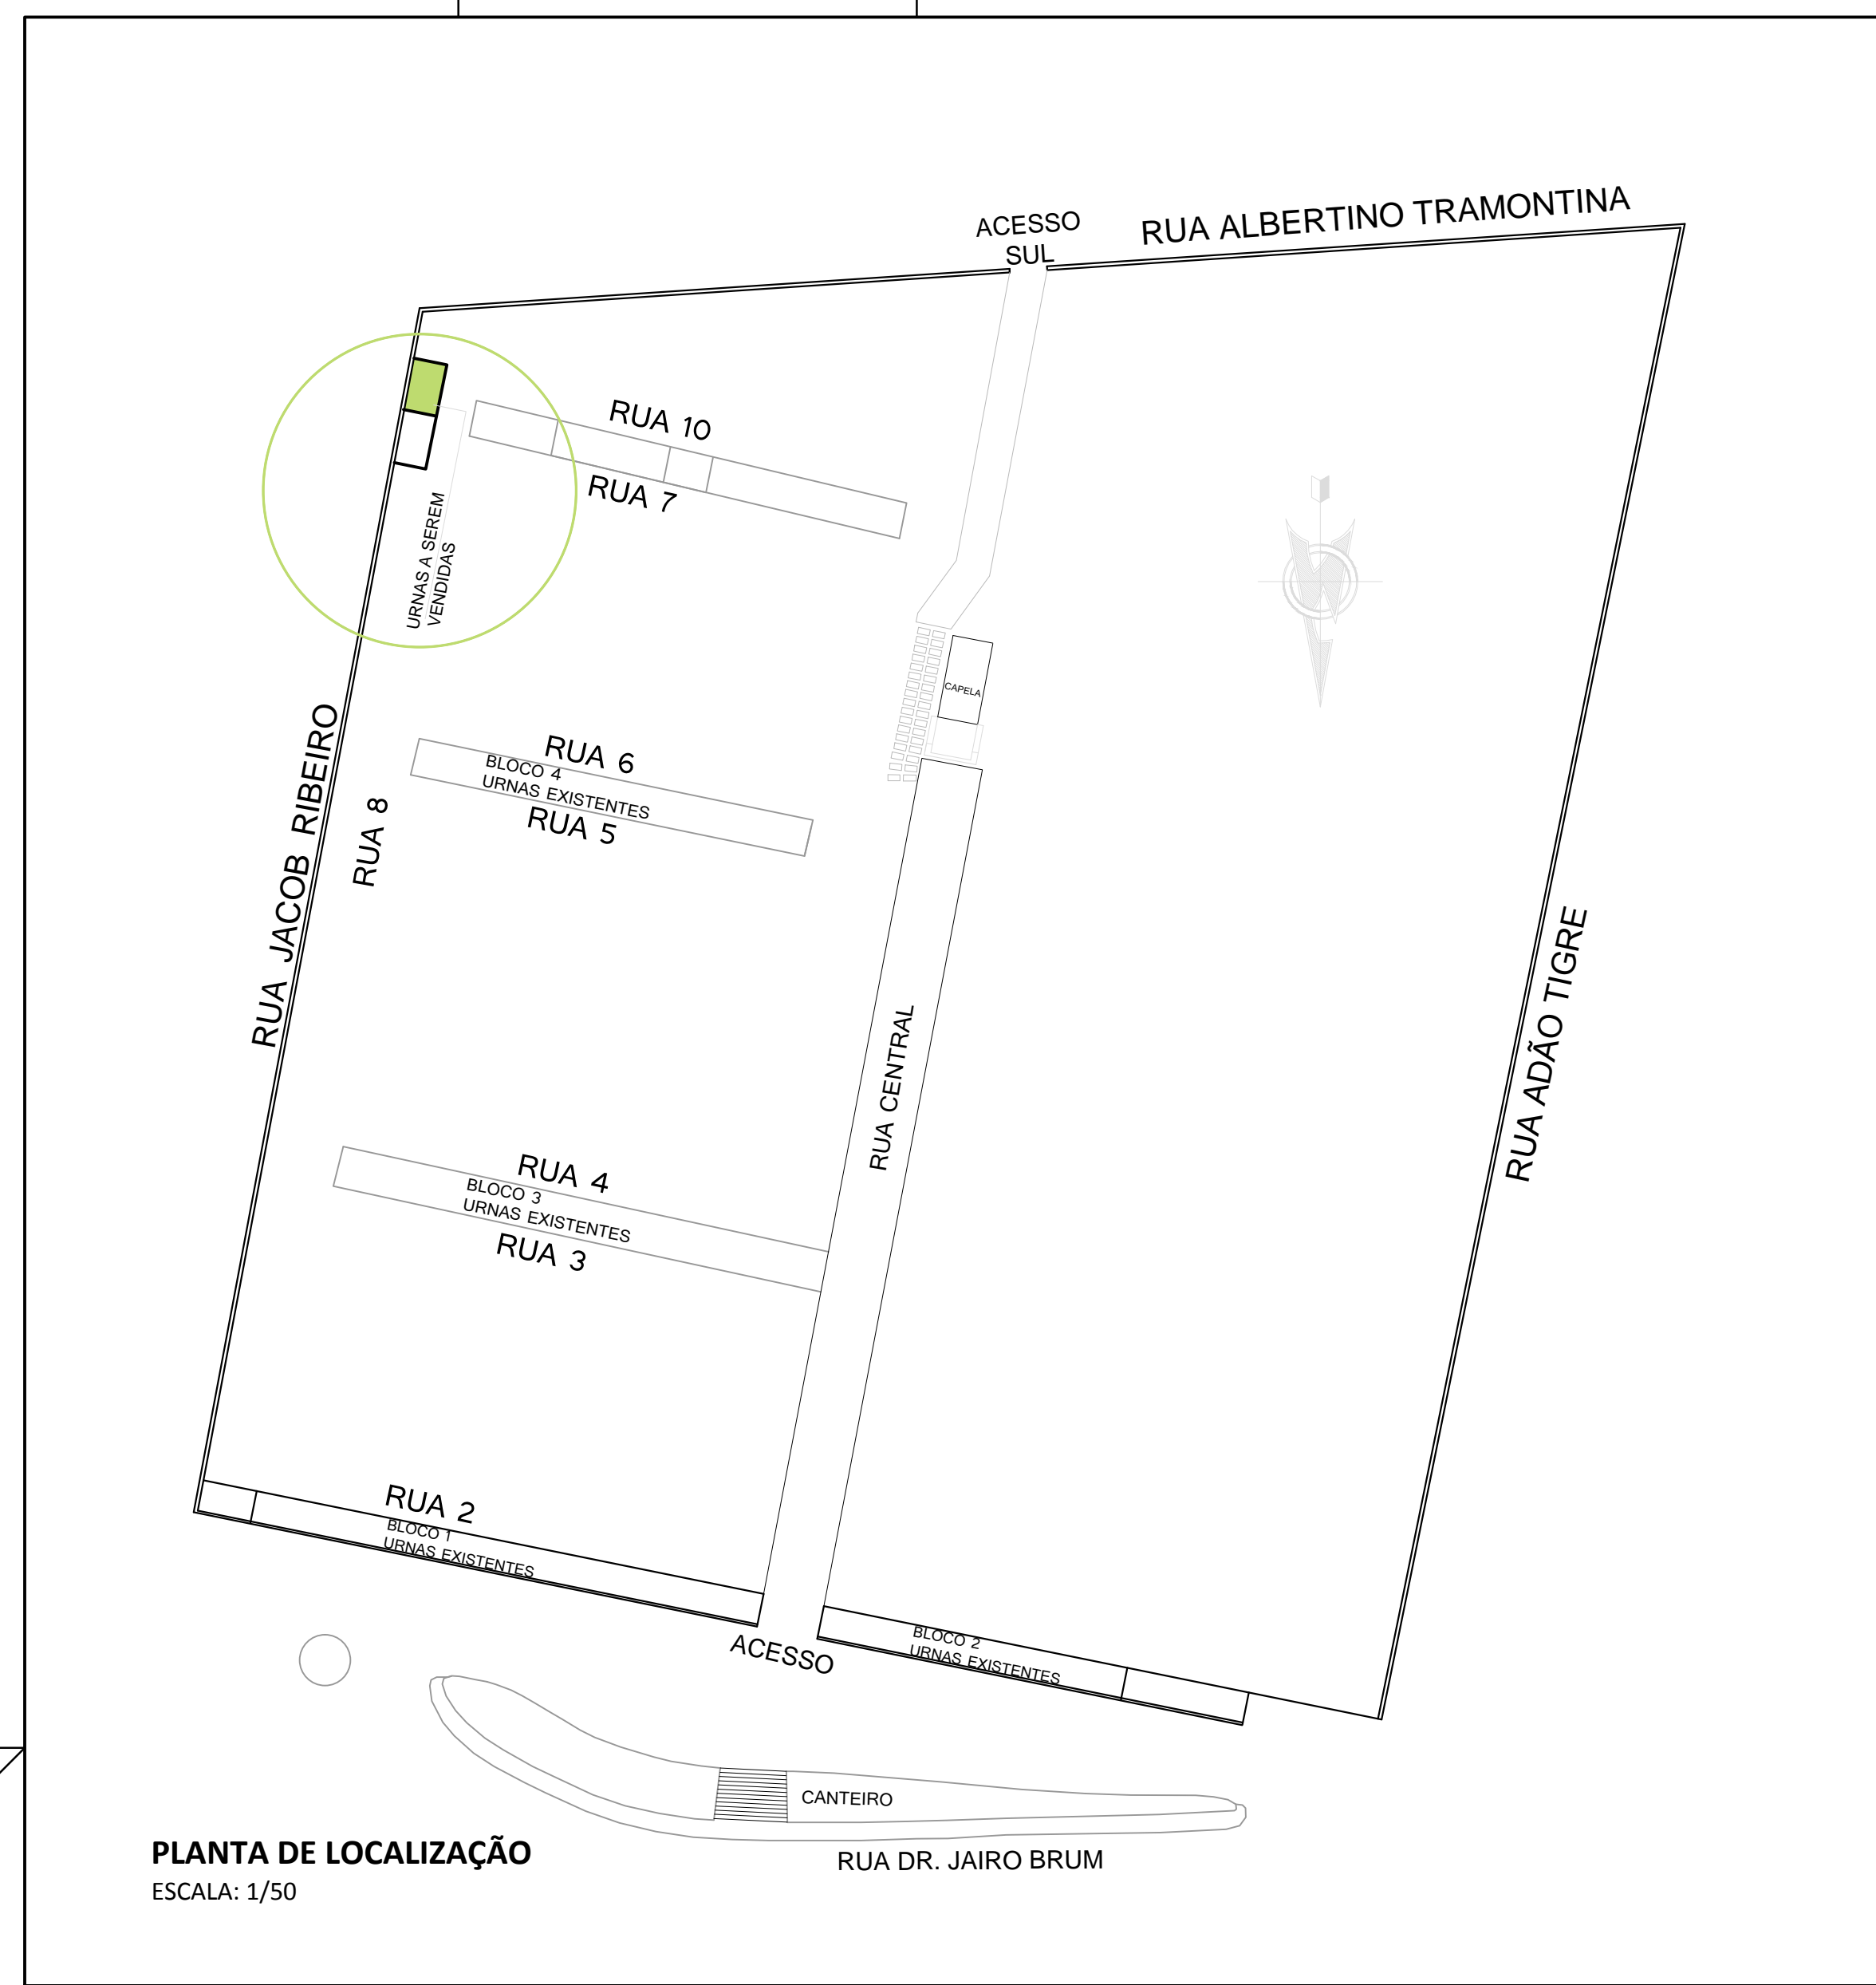 ACESSO
SUL
RUA ALBERTINO TRAMONTINA
RUA 10
RUA 7
URNAS A SEREM
VENDIDAS
CAPELA
RUA JACOB RIBEIRO
RUA 8
RUA 6
BLOCO 4
URNAS EXISTENTES
RUA 5
RUA CENTRAL
RUA ADÃO TIGRE
RUA 4
BLOCO 3
URNAS EXISTENTES
RUA 3
RUA 2
BLOCO 1
URNAS EXISTENTES
ACESSO
BLOCO 2
URNAS EXISTENTES
CANTEIRO
RUA DR. JAIRO BRUM
PLANTA DE LOCALIZAÇÃO
ESCALA: 1/50